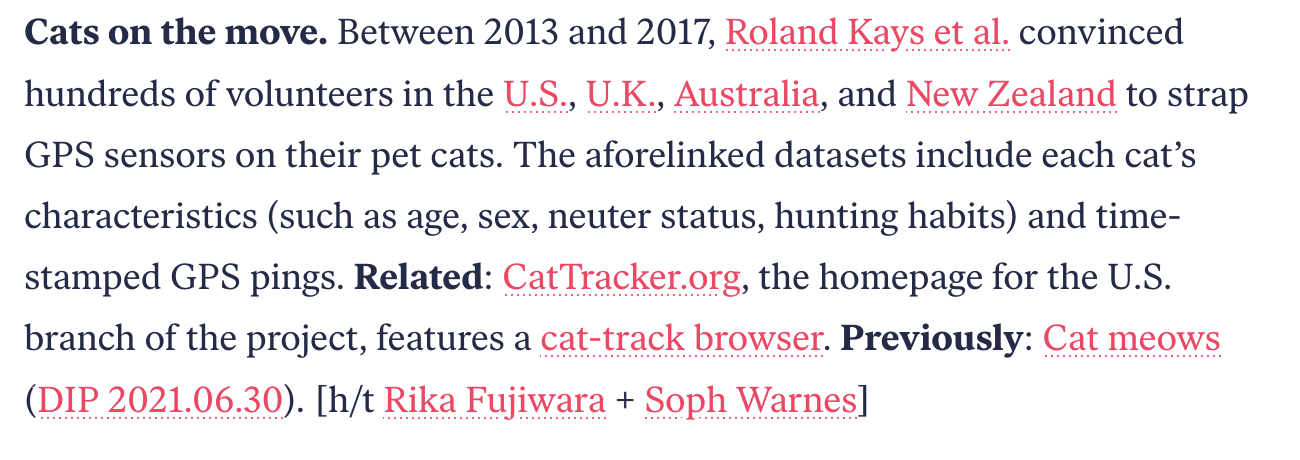 Cats on the move. Between 2013 and 2017, Roland Kays et al. convinced
hundreds of volunteers in the U.S., U.K., Australia, and New Zealand to strap
GPS sensors on their pet cats. The aforelinked datasets include each cat’s
characteristics (such as age, sex, neuter status, hunting habits) and time-
stamped GPS pings. Related: CatTracker.org, the homepage for the U.S.
branch of the project, features a cat-track browser. Previously: Cat meows
(DIP 2021.06.30). [h/t Rika Fujiwara + Soph Warnes]